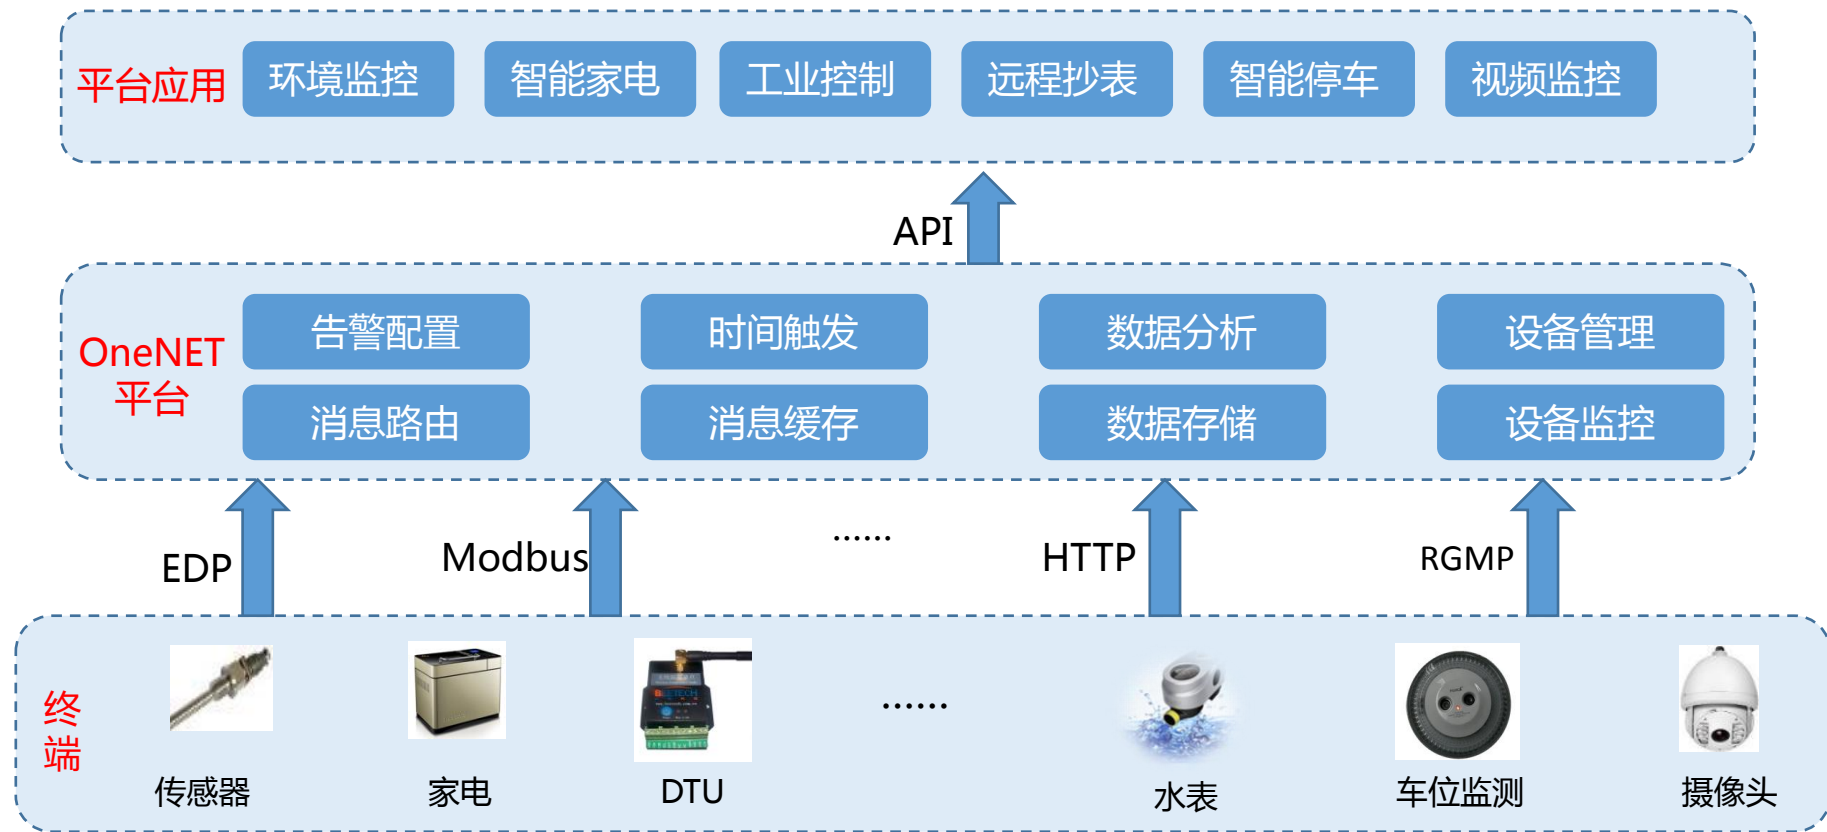 平台应用
环境监控
智能家电
工业控制
远程抄表
智能停车
视频监控
API
OneNET
平台
告警配置
时间触发
数据分析
设备管理
消息路由
消息缓存
数据存储
设备监控
EDP
Modbus
......
HTTP
RGMP
终
端
BEETECH
......
传感器
家电
DTU
水表
车位监测
摄像头